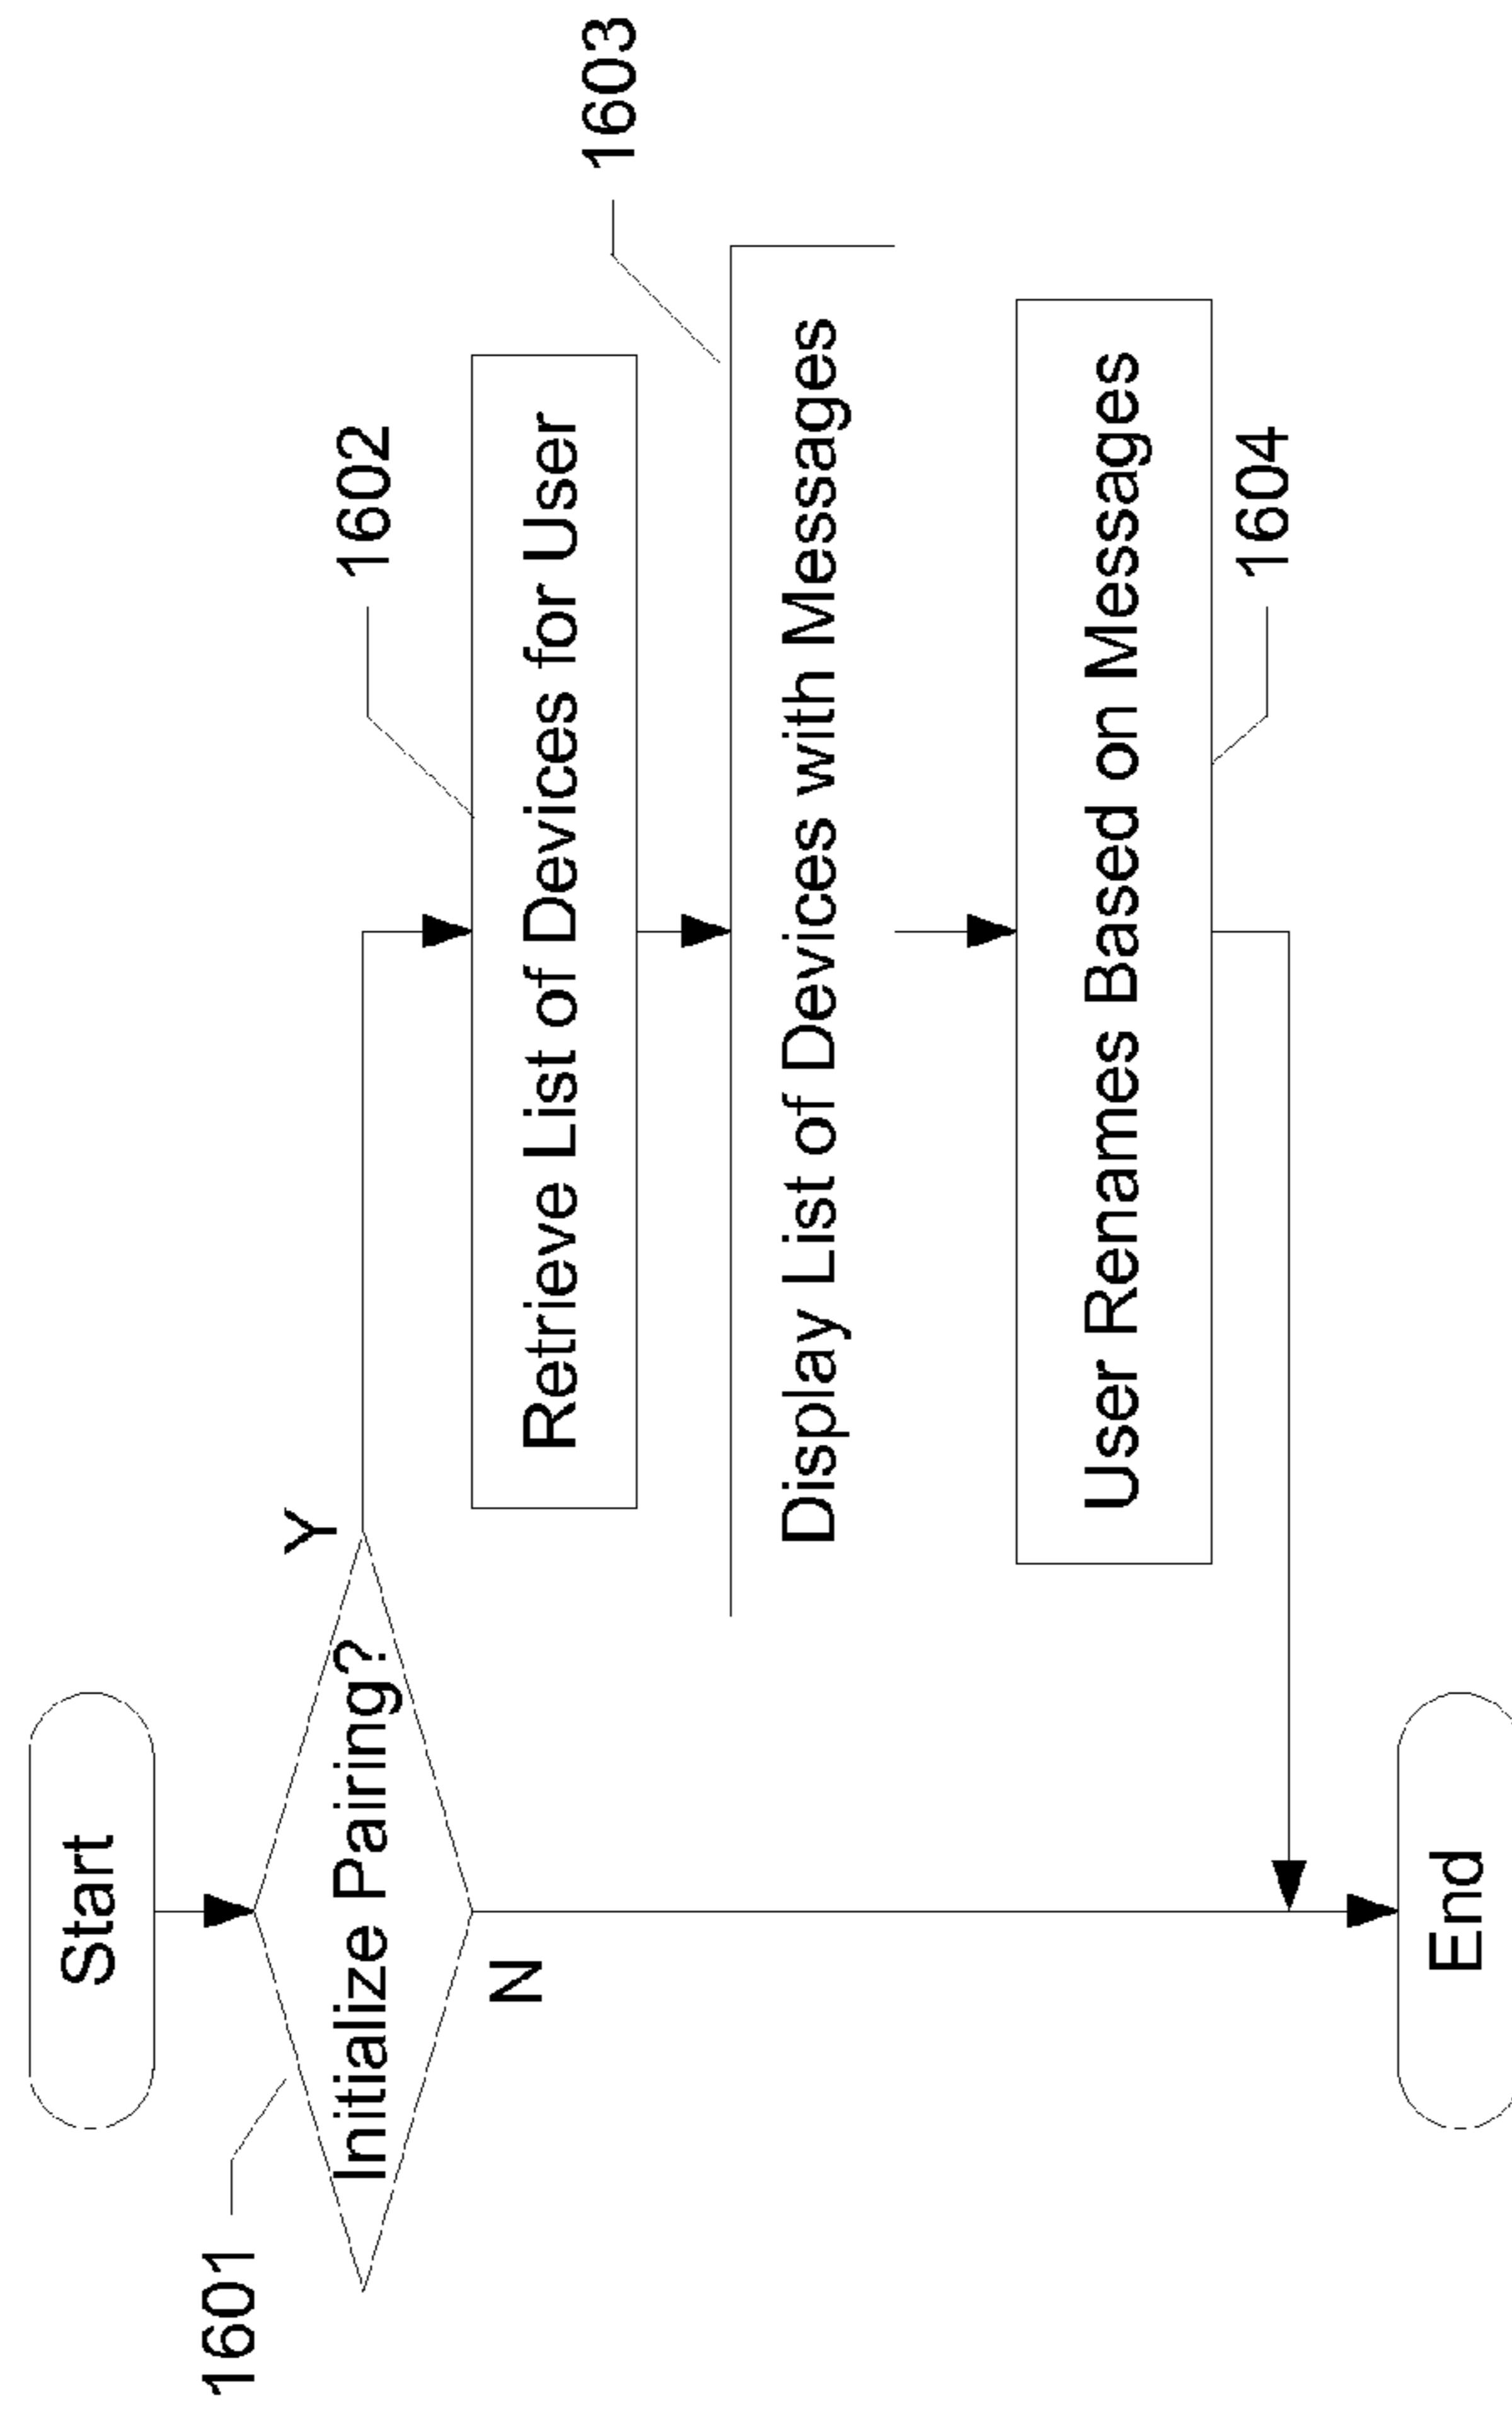 Start
1601
Initialize Pairing?
Y
N
1602
Retrieve List of Devices for User
1603
Display List of Devices with Messages
User Renames Based on Messages
1604
End